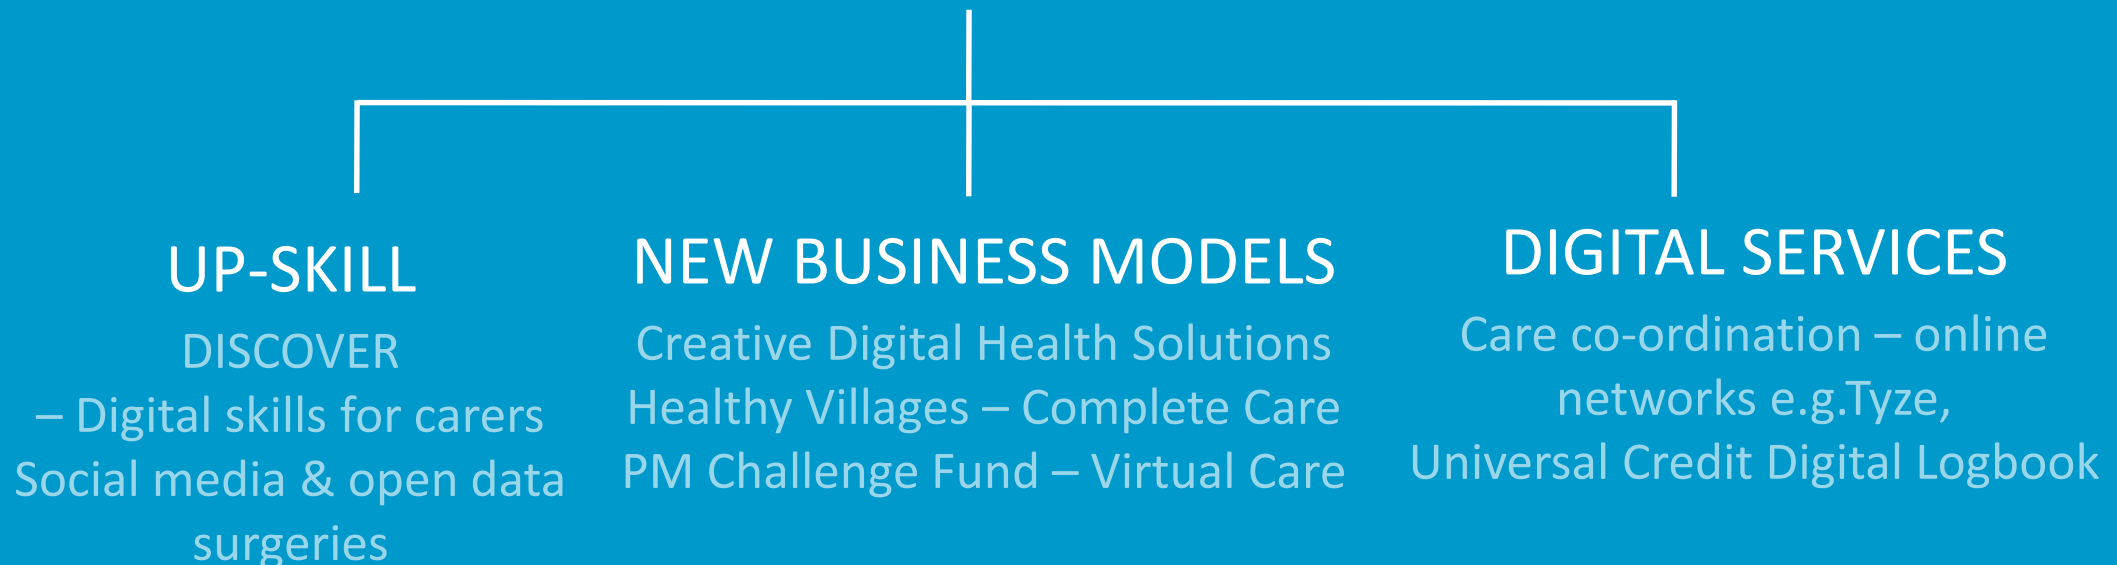 UP-SKILL
DISCOVER
– Digital skills for carers
Social media & open data
surgeries
NEW BUSINESS MODELS
Creative Digital Health Solutions
Healthy Villages – Complete Care
PM Challenge Fund – Virtual Care
DIGITAL SERVICES
Care co-ordination – online
networks e.g.Tyze,
Universal Credit Digital Logbook